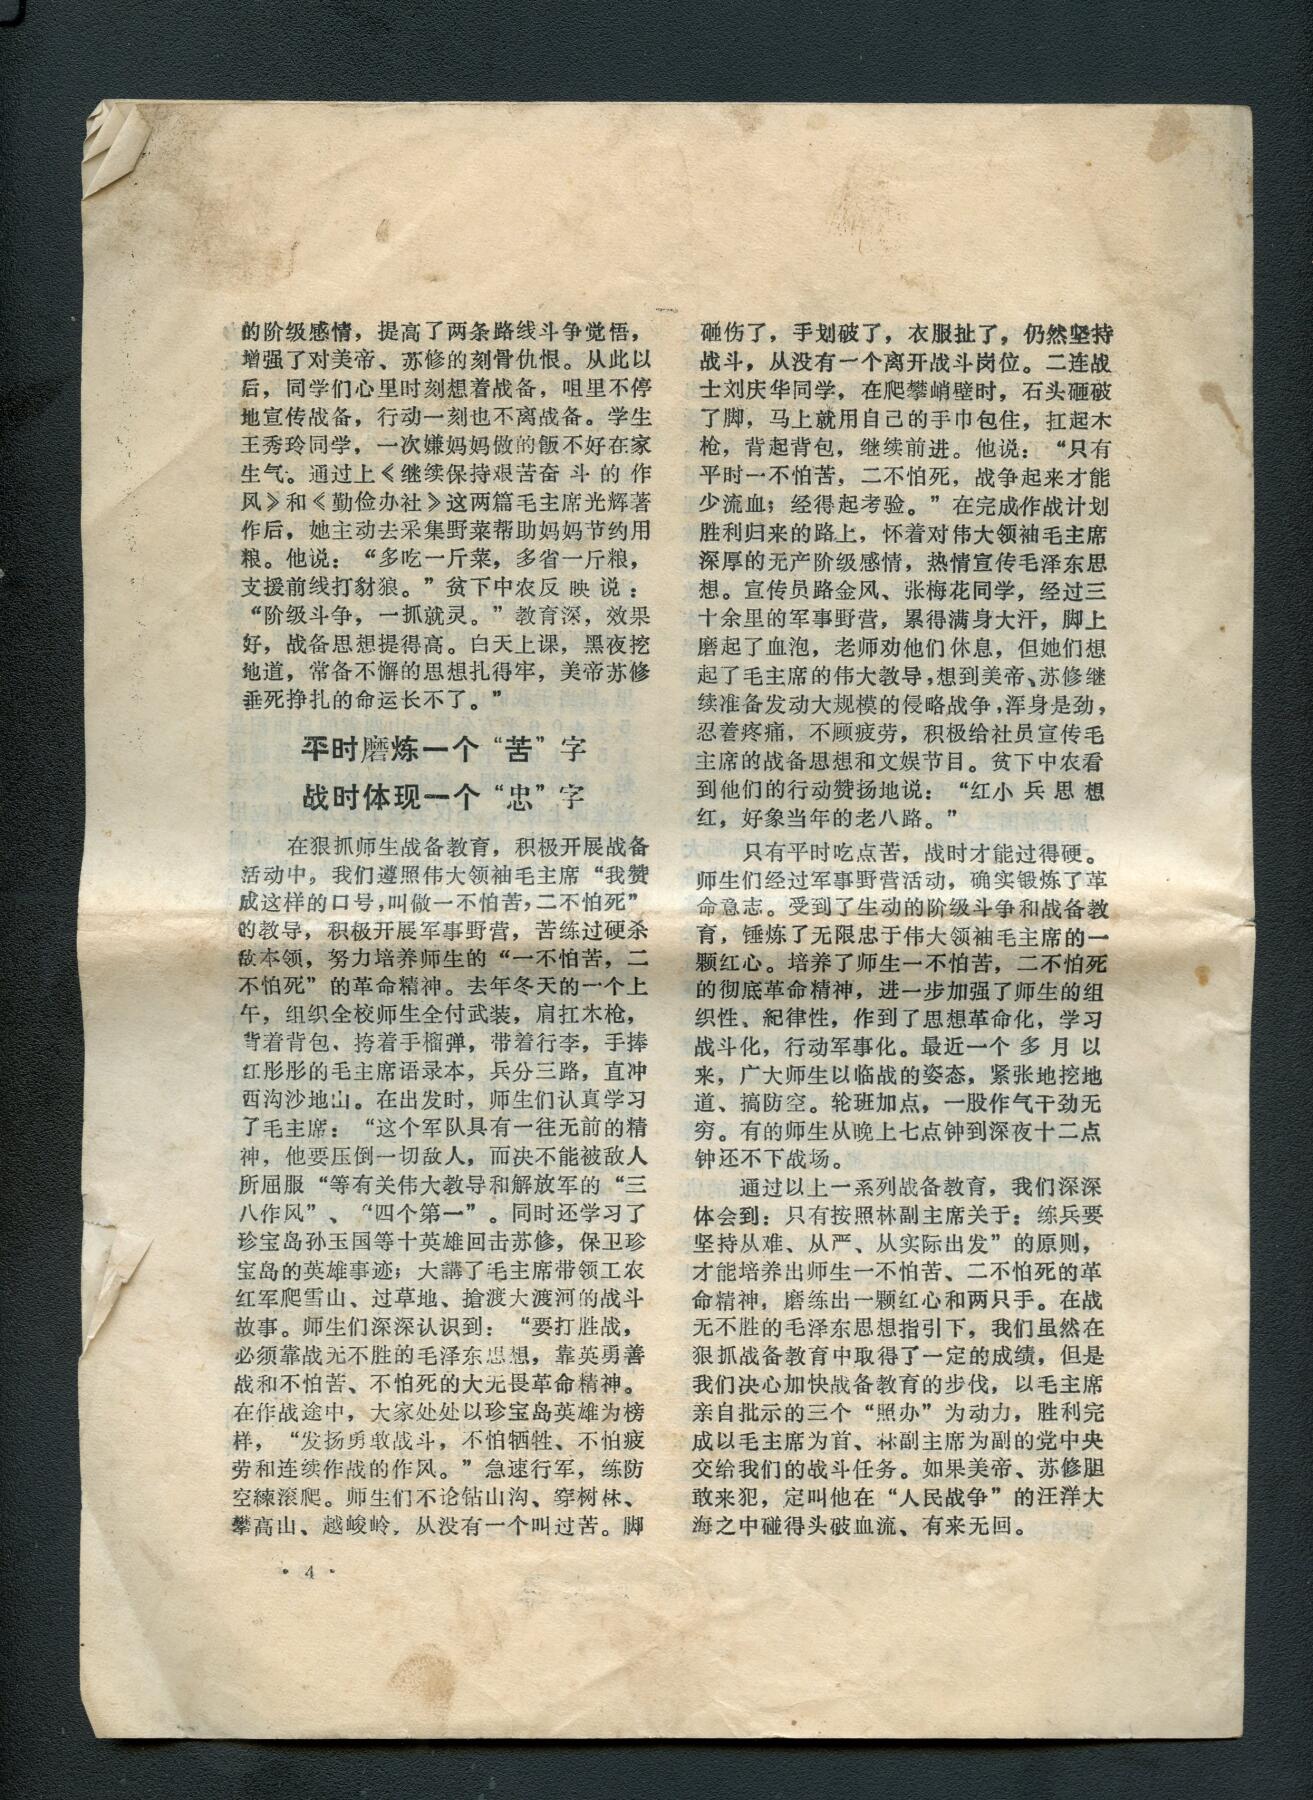 的阶级感情，提高了两条路线斗争觉悟，
增强了对美帝、苏修的刻骨仇恨。从此以
后，同学们心里时刻想着战备，咀里不停
地宣传战备，行动一刻也不离战备。学生
王秀玲同学，一次嫌妈妈做的飯不好在家
生气。通过上《继续保持艰苦奋斗的作
风》和《勤俭办社》这两篇毛主席光辉著
作后，她主动去采集野菜帮助妈妈节约用
粮。他说：“多吃一斤菜，多省一斤粮，
支援前线打豺狼。”贫下中农反映说：
“阶级斗争，一抓就灵。”教育深，效果
好，战备思想提得高。白天上课，黑夜挖
地道，常备不懈的思想扎得牢，美帝苏修
垂死挣扎的命运长不了。”
平时磨炼一个“苦”字
战时体现一个“忠”字
在狠抓师生战备教育，积极开展战备
活动中，我们遵照伟大领袖毛主席“我赞
成这样的口号，叫做一不怕苦，二不怕死”
的教导，积极开展军事野营，苦练过硬杀
敌本领，努力培养师生的“一不怕苦，二
不怕死”的革命精神。去年冬天的一个上
午，组织全校师生全付武装，肩扛木枪，
背着背包、挎着手榴弹，带着行李，手捧
红彤彤的毛主席语录本，兵分三路，直冲
西沟沙地山。在出发时，师生们认真学习
了毛主席：“这个军队具有一往无前的精
神，他要压倒一切敌人，而决不能被敌人
所屈服“等有关伟大教导和解放军的“三
八作风”、“四个第一”。同时还学习了
珍宝岛孙玉国等十英雄回击苏修，保卫珍
宝岛的英雄事迹；大講了毛主席带领工农
红军爬雪山、过草地、搶渡大渡河的战斗
故事。师生们深深认识到：“要打胜战，
必须靠战无不胜的毛泽东思想，靠英勇善
战和不怕苦、不怕死的大无畏革命精神。
在作战途中，大家处处以珍宝岛英雄为榜
样，“发扬勇敢战斗，不怕牺牲、不怕疲
劳和连续作战的作风。”急速行军，练防
空練滚爬。师生们不论钻山沟、穿树林、
攀高山、越峻岭，从没有一个叫过苦。脚
砸伤了，手划破了，衣服扯了，仍然坚持
战斗，从没有一个离开战斗岗位。二连战
士刘庆华同学，在爬攀峭壁时，石头砸破
了脚，马上就用自己的手巾包住，扛起木
枪，背起背包，继续前进。他说：“只有
平时一不怕苦，二不怕死，战争起来才能
少流血；经得起考验。”在完成作战计划
胜利归来的路上，怀着对伟大领袖毛主席
深厚的无产阶级感情，热情宣传毛泽东思
想。宣传员路金风、张梅花同学，经过三
十余里的军事野营，累得满身大汗，脚上
磨起了血泡，老师劝他们休息，但她们想
起了毛主席的伟大教导，想到美帝、苏修继
续准备发动大规模的侵略战争，浑身是劲，
忍着疼痛，不顾疲劳，积极给社员宣传毛
主席的战备思想和文娱节目。贫下中农看
到他们的行动赞扬地说：“红小兵思想
红，好象当年的老八路。”
只有平时吃点苦，战时才能过得硬。
师生们经过军事野营活动，确实锻炼了革
命意志。受到了生动的阶级斗争和战备教
育，锤炼了无限忠于伟大领袖毛主席的一
颗红心。培养了师生一不怕苦，二不怕死
的彻底革命精神，进一步加强了师生的组
织性、紀律性，作到了思想革命化，学习
战斗化，行动军事化。最近一个多月以
来，广大师生以临战的姿态，紧张地挖地
道、搞防空。轮班加点，一股作气干劲无
穷。有的师生从晚上七点钟到深夜十二点
钟还不下战场。
通过以上一系列战备教育，我们深深
体会到：只有按照林副主席关于：练兵要
坚持从难、从严、从实际出发”的原则，
才能培养出师生一不怕苦、二不怕死的革
命精神，磨练出一颗红心和两只手。在战
无不胜的毛泽东思想指引下，我们虽然在
狠抓战备教育中取得了一定的成绩，但是
我们决心加快战备教育的步伐，以毛主席
亲自批示的三个“照办”为动力，胜利完
成以毛主席为首、林副主席为副的党中央
交给我们的战斗任务。如果美帝、苏修胆
敢来犯，定叫他在“人民战争”的汪洋大
海之中碰得头破血流、有来无回。
·4·